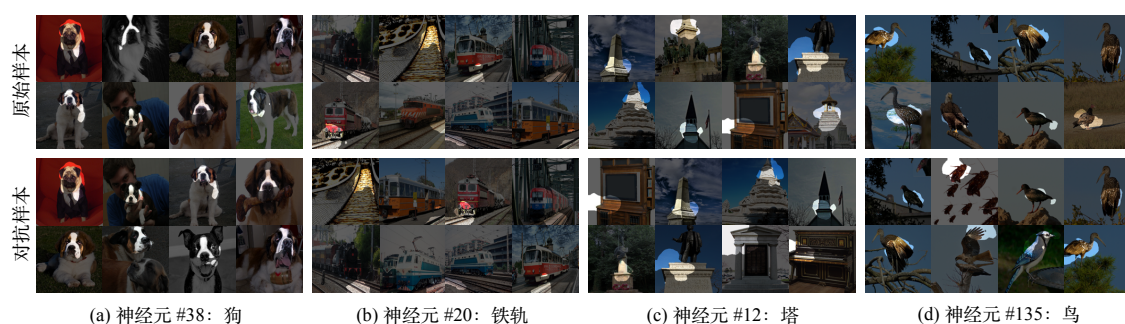 原始样本
对抗样本
(a) 神经元 #38：狗
(b) 神经元 #20：铁轨
(c) 神经元 #12：塔
(d) 神经元 #135：鸟